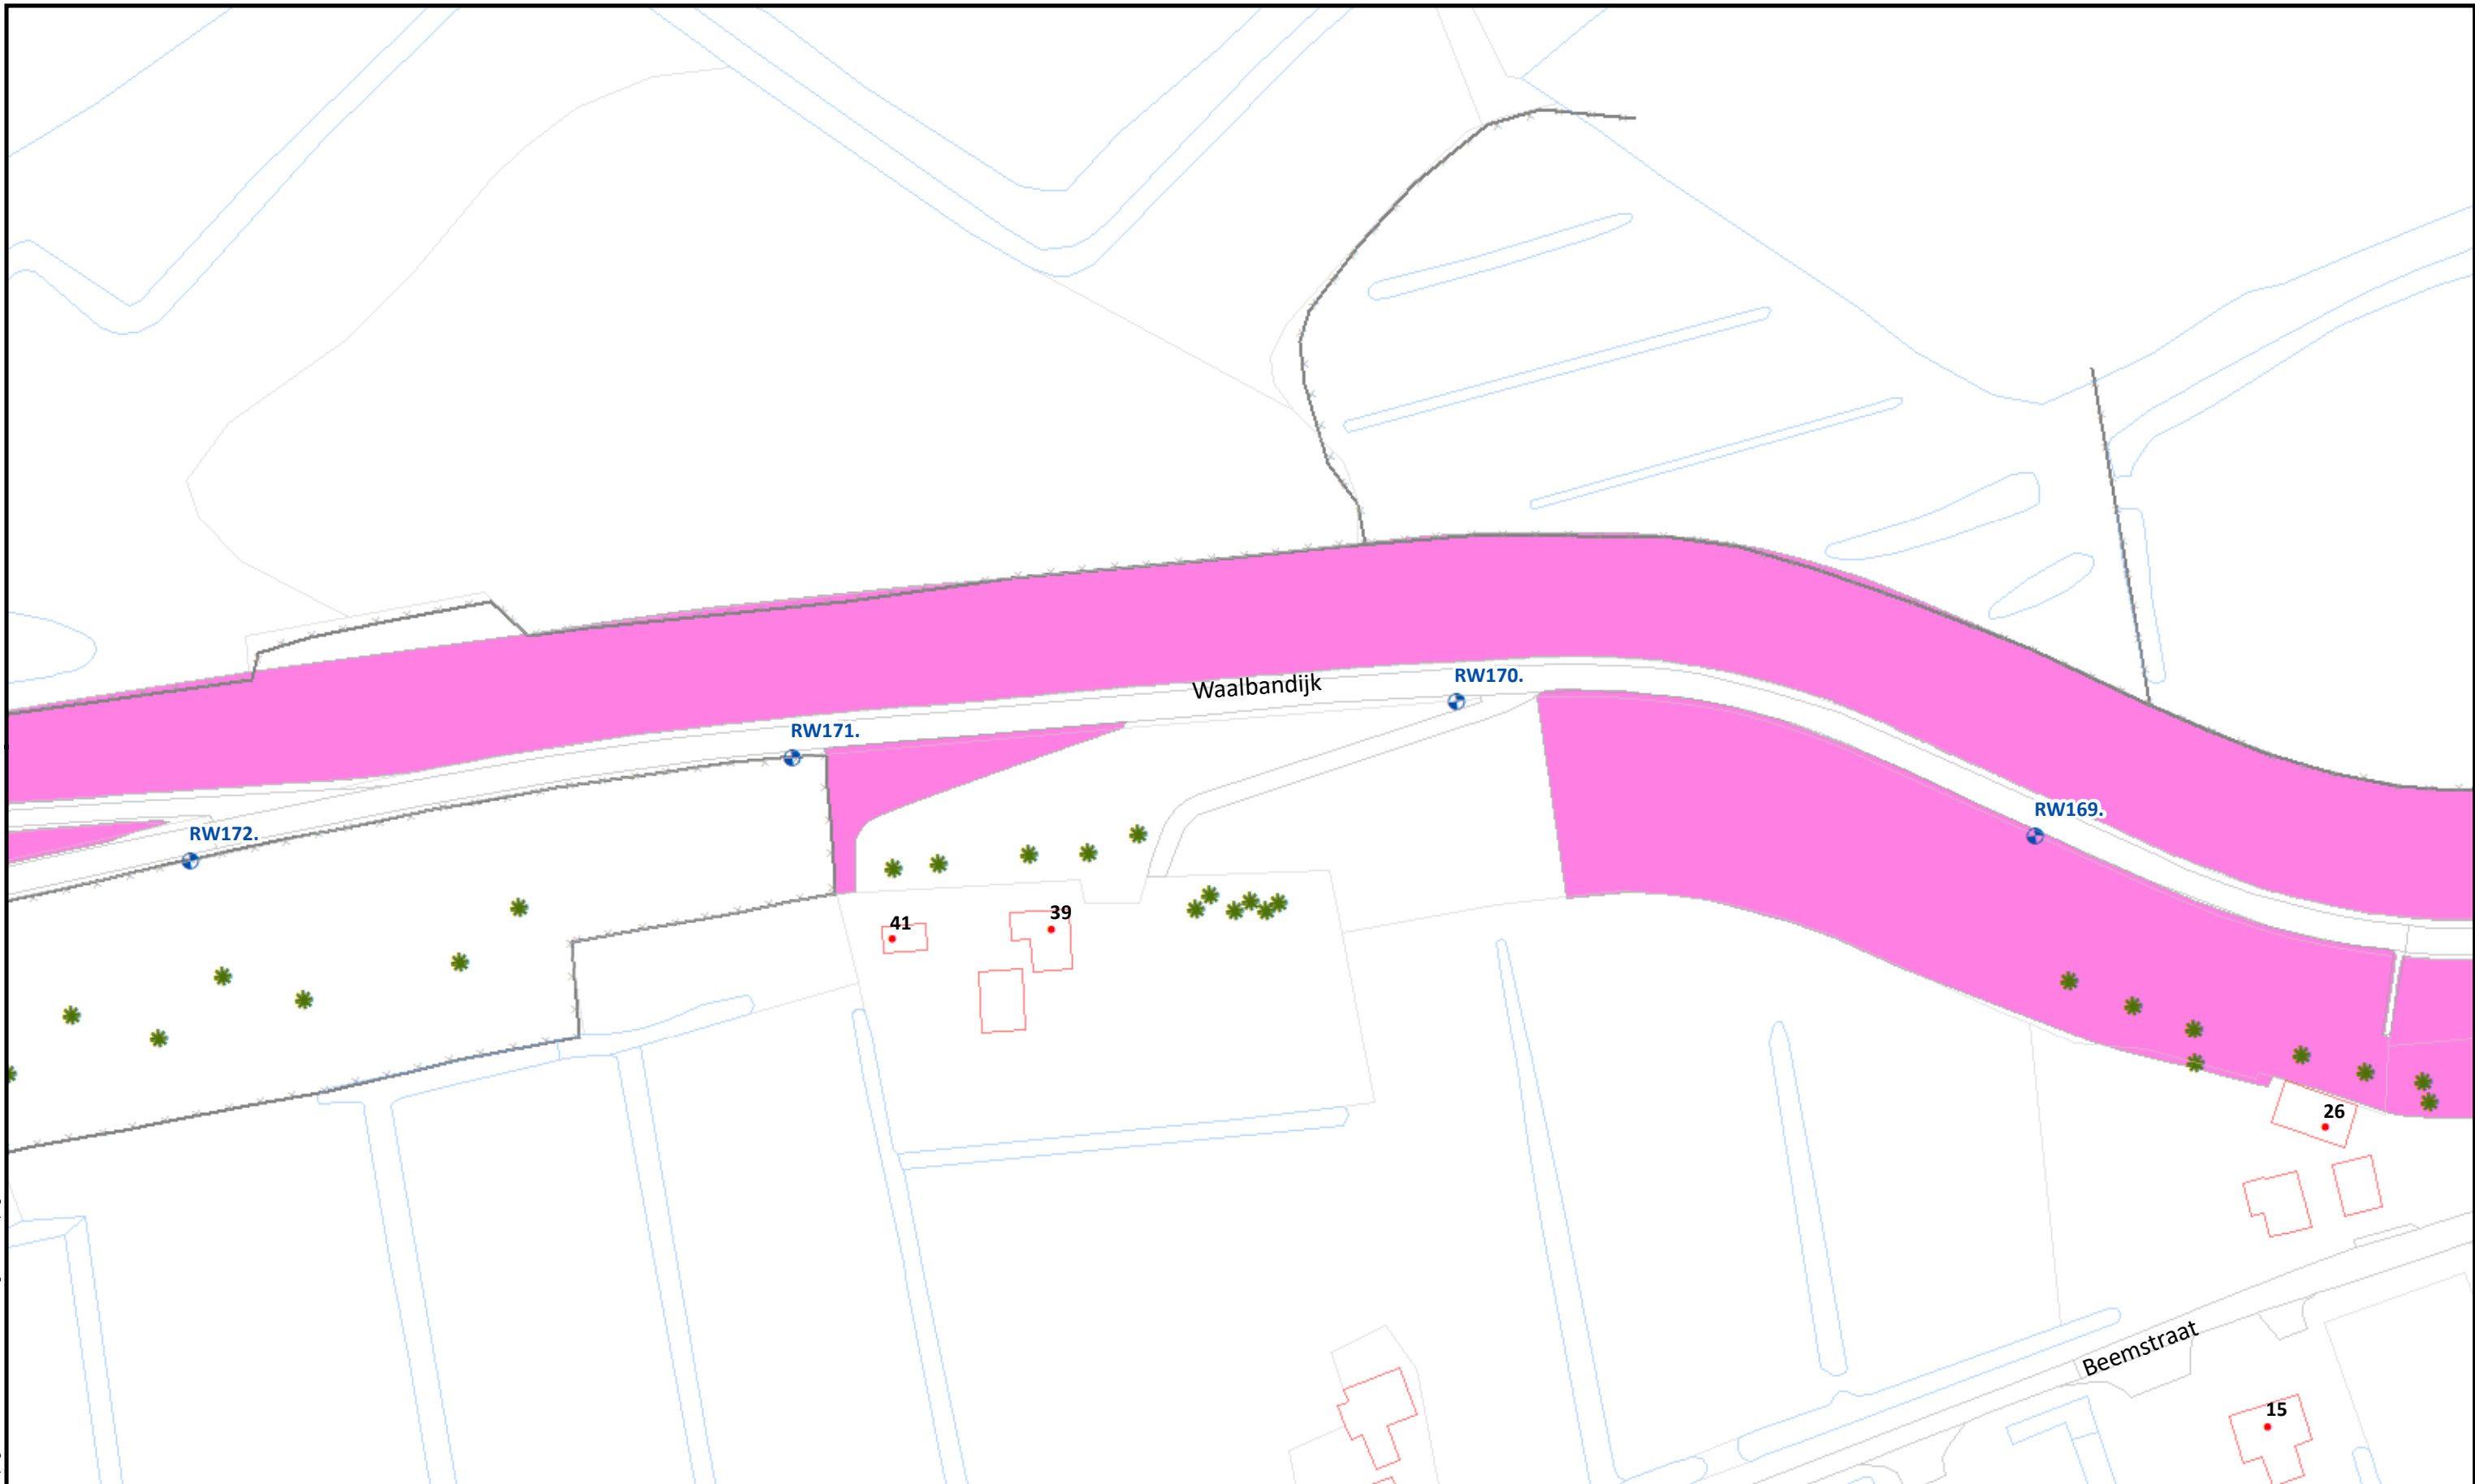 RW170.
Waalbandijk
RW171.
RW169.
RW172.
39
41
26
Beemstraat
15